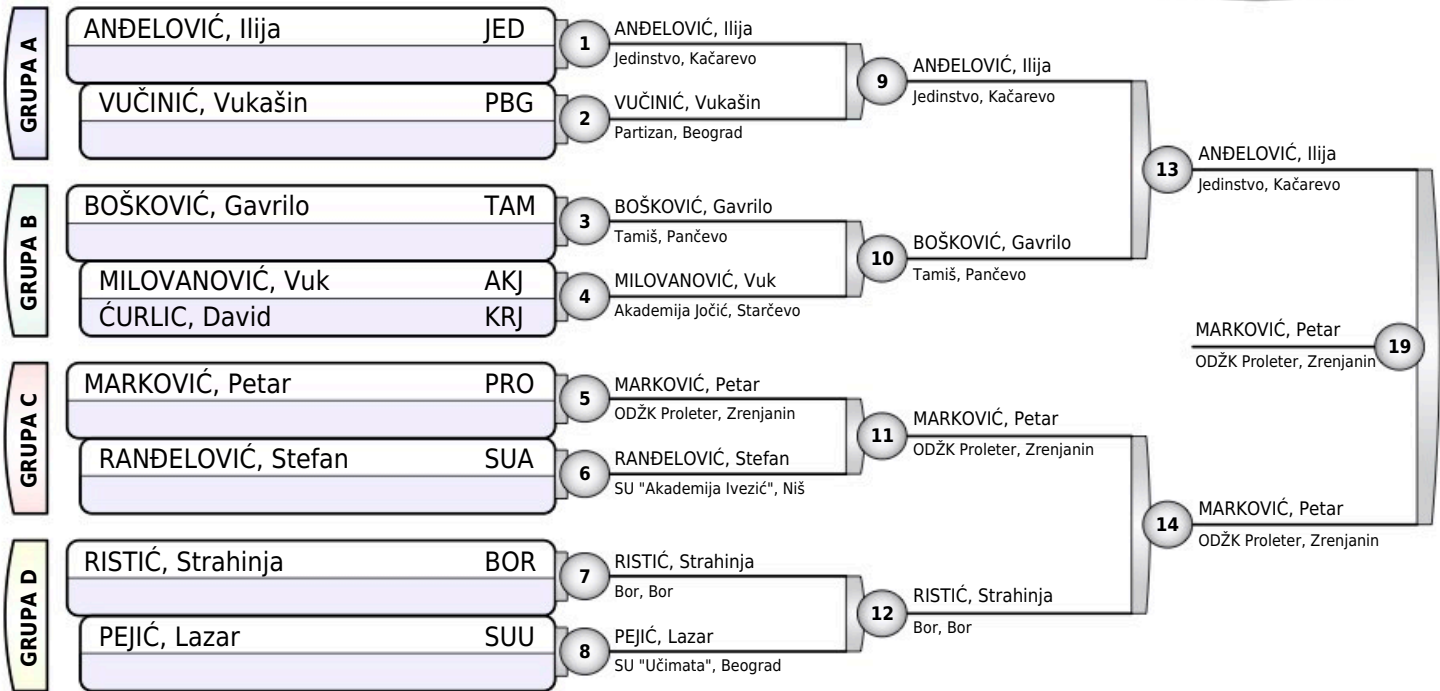 GRUPA A
ANĐELOVIĆ, Ilija JED
VUČINIĆ, Vukašin PBG
GRUPA B
BOŠKOVIĆ, Gavrilo TAM
MILOVANOVIĆ, Vuk AKJ
ĆURLIC, David KRJ
GRUPA C
MARKOVIĆ, Petar PRO
RANĐELOVIĆ, Stefan SUA
GRUPA D
RISTIĆ, Strahinja BOR
PEJIĆ, Lazar SUU
1
ANĐELOVIĆ, Ilija
Jedinstvo, Kačarevo
2
VUČINIĆ, Vukašin
Partizan, Beograd
3
BOŠKOVIĆ, Gavrilo
Tamiš, Pančevo
4
MILOVANOVIĆ, Vuk
Akademija Jočić, Starčevo
5
MARKOVIĆ, Petar
ODŽK Proleter, Zrenjanin
6
RANĐELOVIĆ, Stefan
SU "Akademija Ivezić", Niš
7
RISTIĆ, Strahinja
Bor, Bor
8
PEJIĆ, Lazar
SU "Učimata", Beograd
9
ANĐELOVIĆ, Ilija
Jedinstvo, Kačarevo
10
BOŠKOVIĆ, Gavrilo
Tamiš, Pančevo
11
MARKOVIĆ, Petar
ODŽK Proleter, Zrenjanin
12
RISTIĆ, Strahinja
Bor, Bor
13
ANĐELOVIĆ, Ilija
Jedinstvo, Kačarevo
14
MARKOVIĆ, Petar
ODŽK Proleter, Zrenjanin
MARKOVIĆ, Petar
ODŽK Proleter, Zrenjanin
19